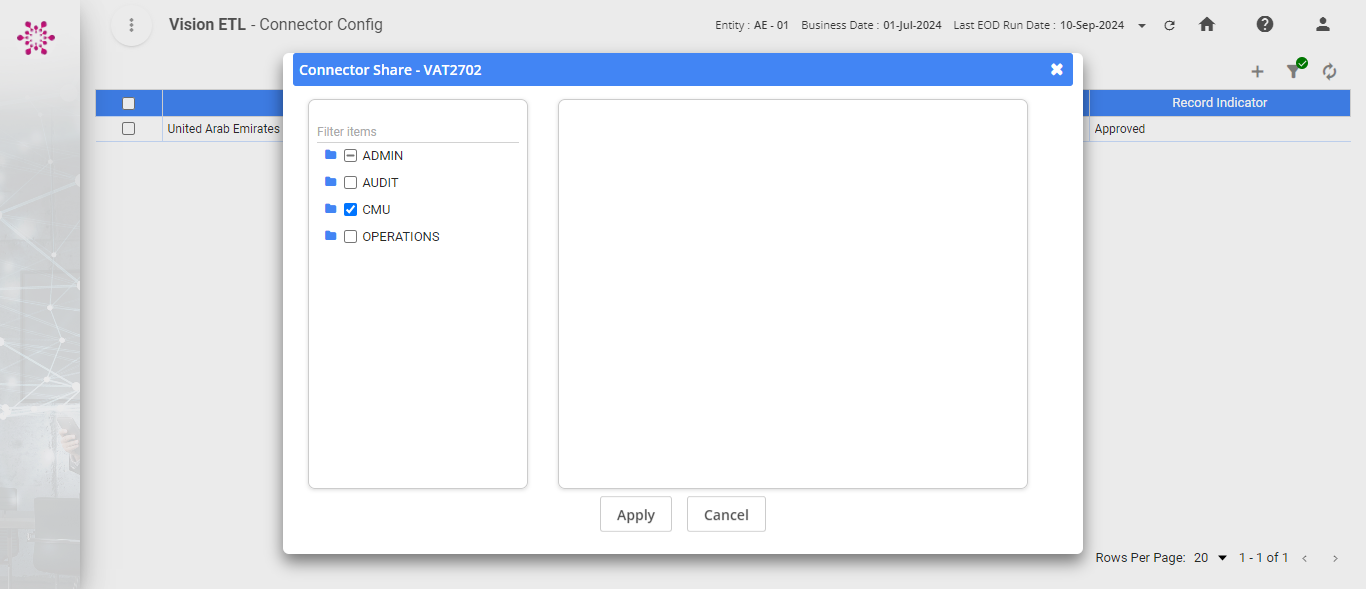 Vision ETL - Connector Config
Entity : AE - 01 Business Date : 01-Jul-2024 Last EOD Run Date : 10-Sep-2024
Connector Share - VAT2702
Record Indicator
United Arab Emirates
Approved
Filter items
ADMIN
AUDIT
CMU
OPERATIONS
Apply
Cancel
Rows Per Page: 20 1 - 1 of 1